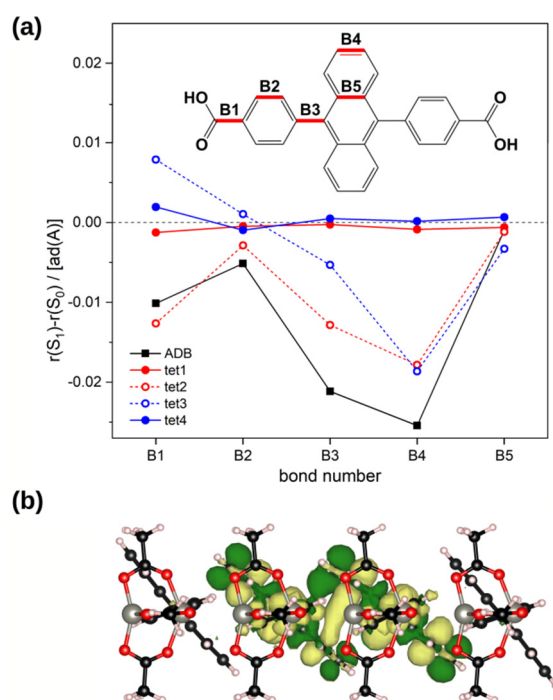 (a)
0.02
0.01
0.00
-0.01
-0.02
r(S₁)-r(S₀) / [ad(A)]
B4
HO
B1
B2
B3
B5
O
O
OH
ADB
tet1
tet2
tet3
tet4
B1 B2 B3 B4 B5
bond number
(b)